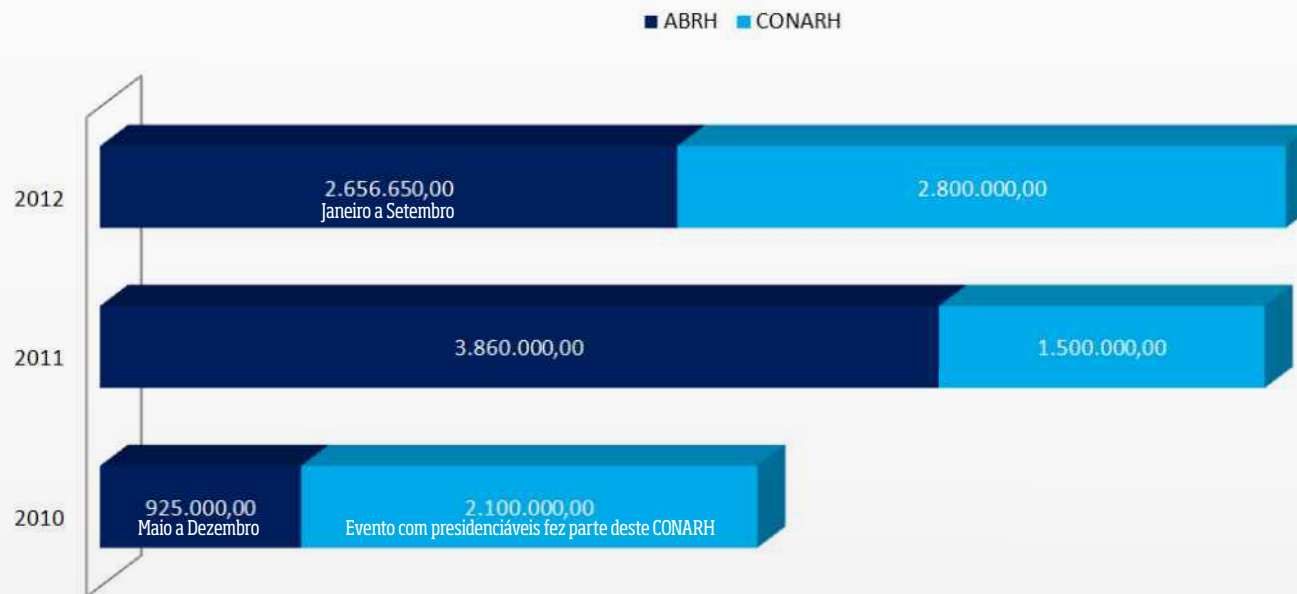 ABRH CONARH
2012
2.656.650,00
Janeiro a Setembro
2.800.000,00
2011
3.860.000,00
1.500.000,00
2010
925.000,00
Maio a Dezembro
2.100.000,00
Evento com presidenciáveis fez parte deste CONARH